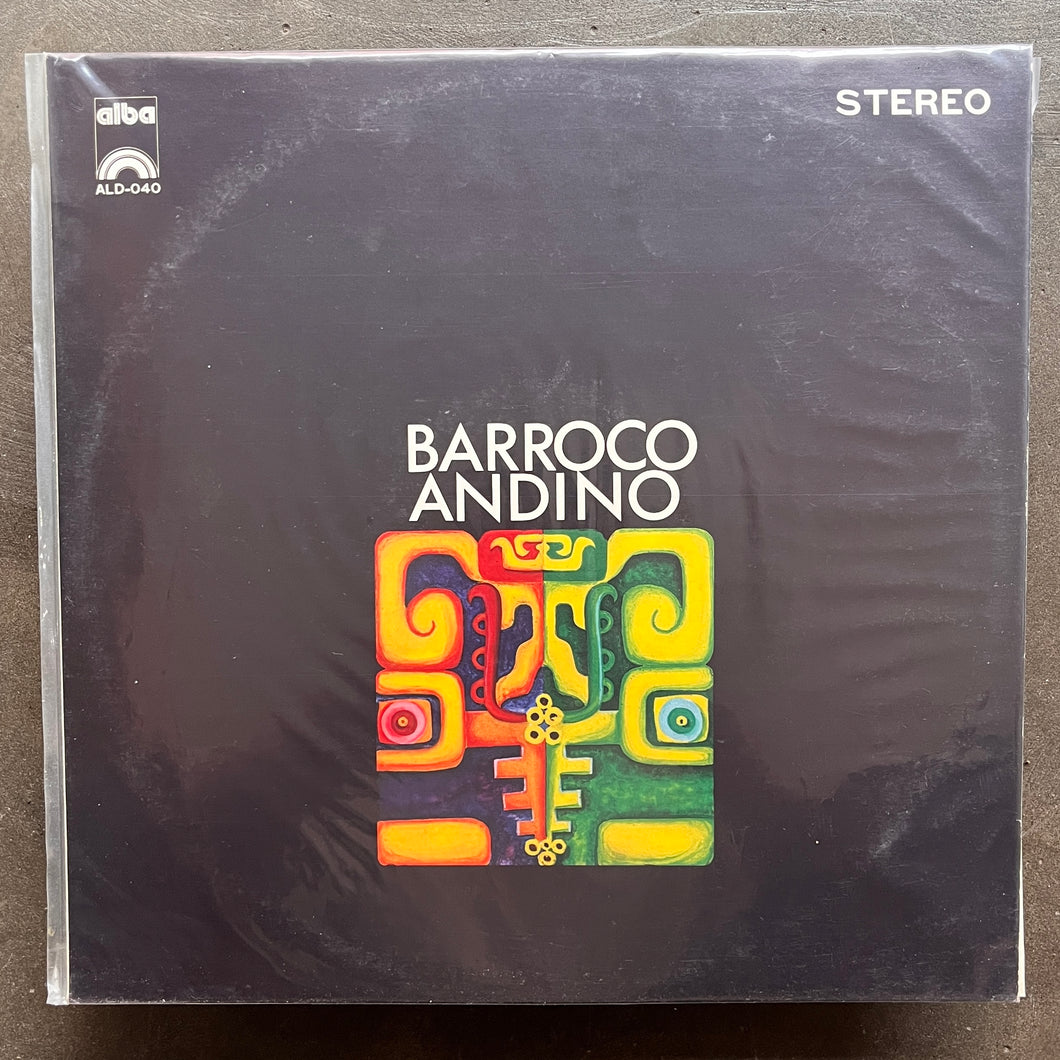 alba
ALD-040
STEREO
BARROCO
ANDINO